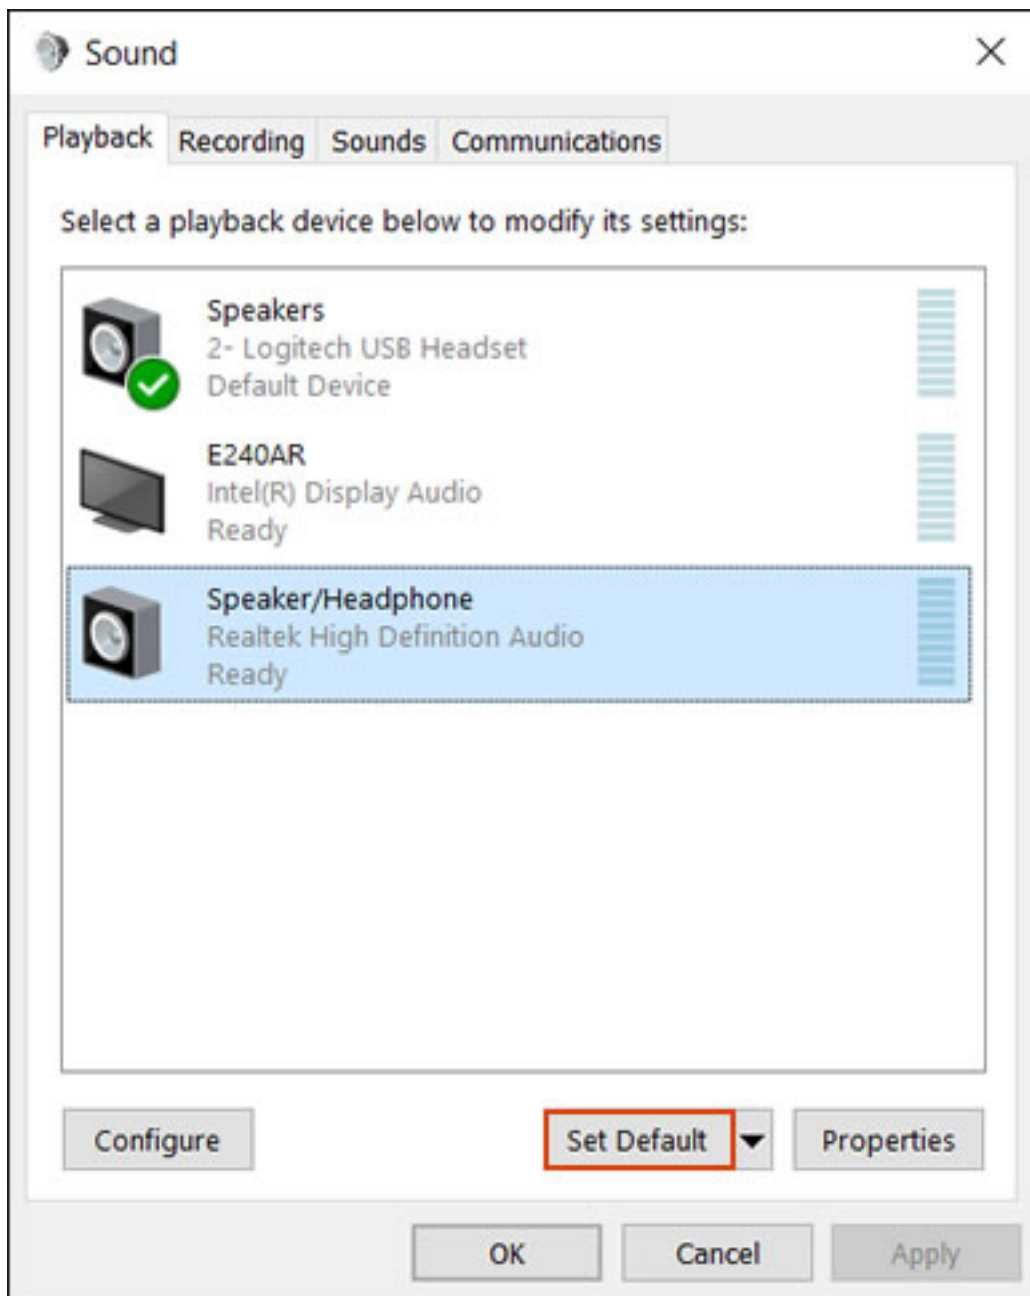 Sound
Playback
Recording
Sounds
Communications
Select a playback device below to modify its settings:
Speakers
2- Logitech USB Headset
Default Device
E240AR
Intel(R) Display Audio
Ready
Speaker/Headphone
Realtek High Definition Audio
Ready
Configure
Set Default
Properties
OK
Cancel
Apply